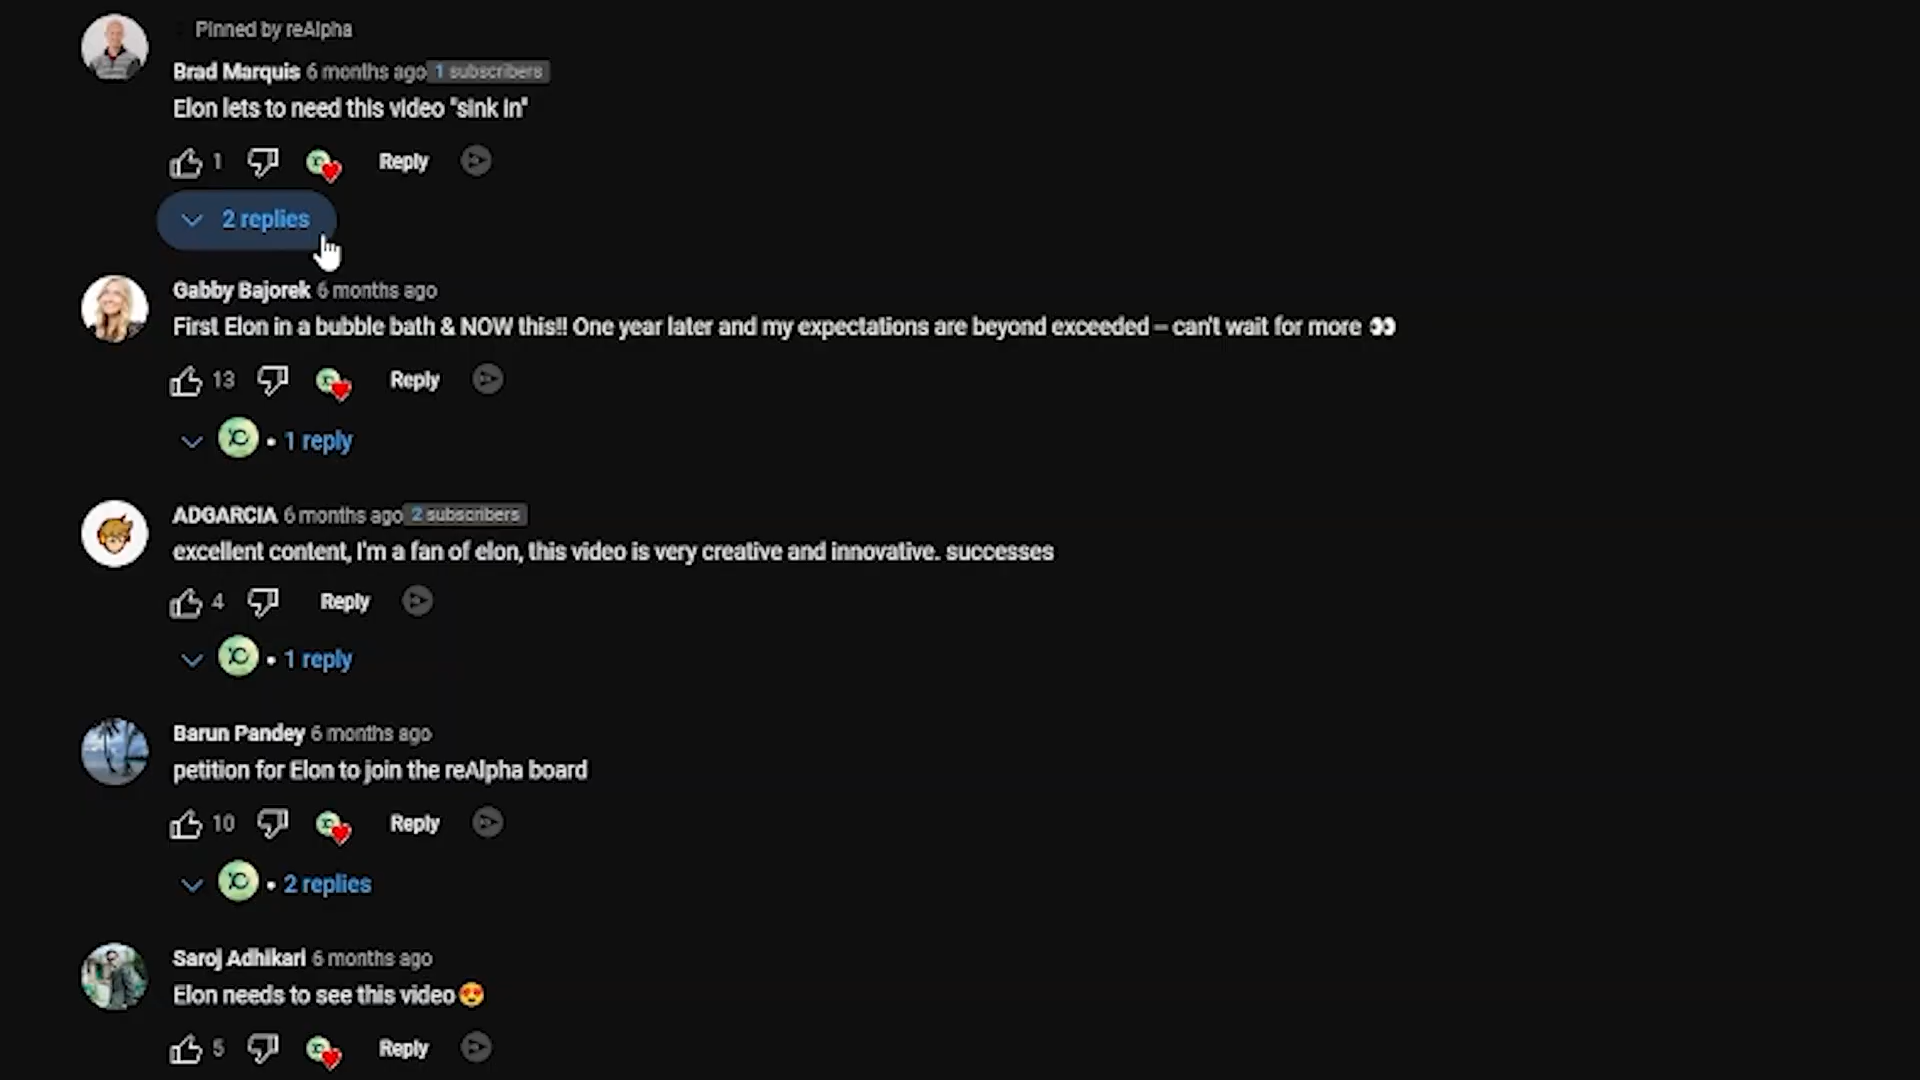 Pinned by reAlpha
Brad Marquis 6 months ago 1 subscribers
Elon lets to need this video "sink in"
1 Reply
2 replies
Gabby Bajorek 6 months ago
First Elon in a bubble bath & NOW this!! One year later and my expectations are beyond exceeded – can't wait for more 👀
13 Reply
• 1 reply
ADGARCIA 6 months ago 2 subscribers
excellent content, I'm a fan of elon, this video is very creative and innovative. successes
4 Reply
• 1 reply
Barun Pandey 6 months ago
petition for Elon to join the reAlpha board
10 Reply
• 2 replies
Saroj Adhikari 6 months ago
Elon needs to see this video😍
5 Reply